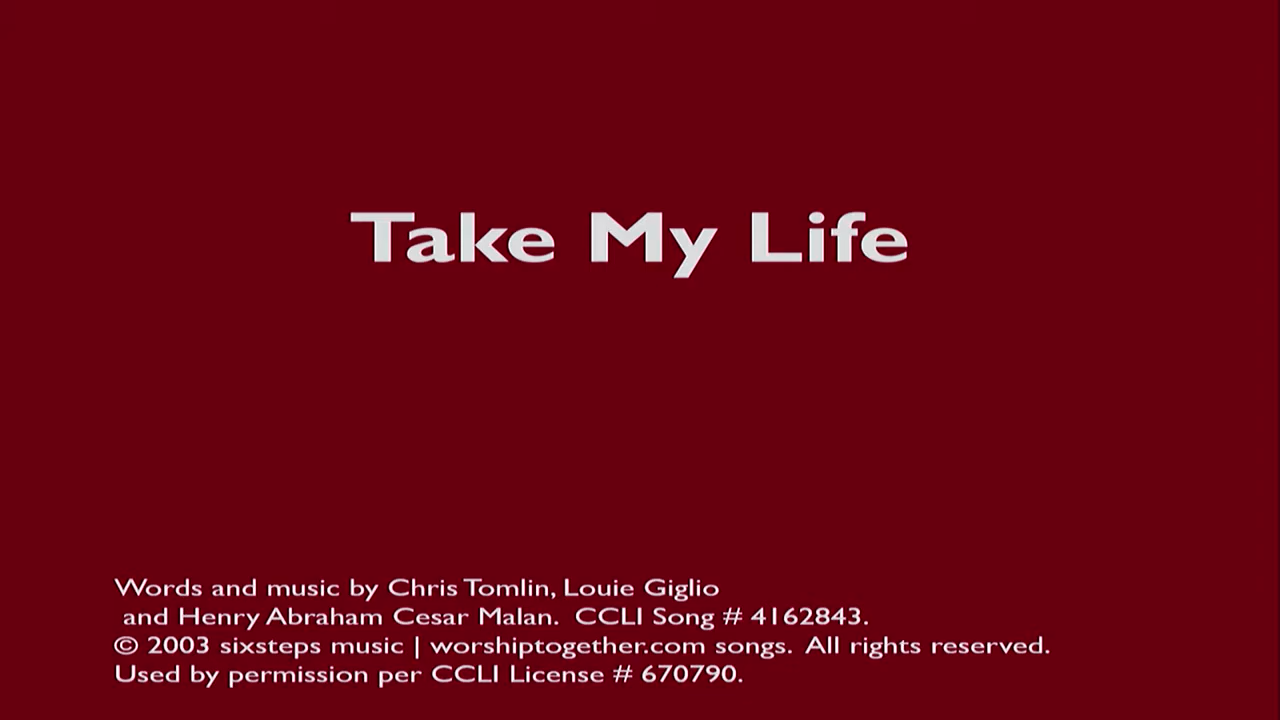 Take My Life
Words and music by Chris Tomlin, Louie Giglio
and Henry Abraham Cesar Malan. CCLI Song # 4162843.
© 2003 sixsteps music | worshiptogether.com songs. All rights reserved.
Used by permission per CCLI License # 670790.